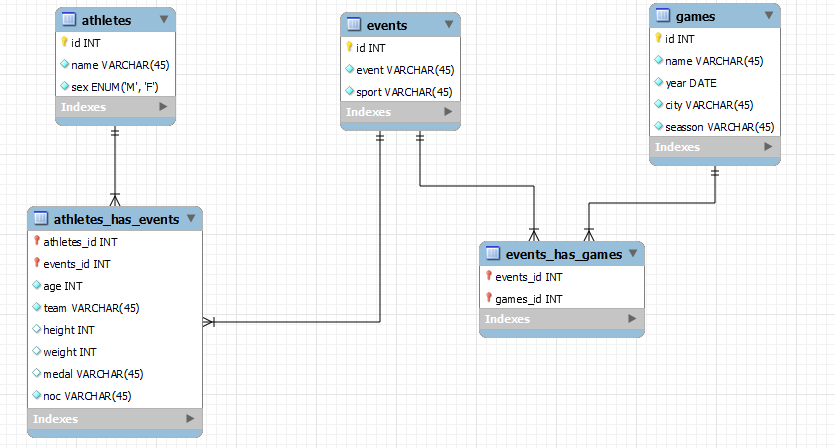 athletes
id INT
name VARCHAR(45)
sex ENUM('M', 'F')
Indexes
events
id INT
event VARCHAR(45)
sport VARCHAR(45)
Indexes
games
id INT
name VARCHAR(45)
year DATE
city VARCHAR(45)
seasson VARCHAR(45)
Indexes
athletes_has_events
athletes_id INT
events_id INT
age INT
team VARCHAR(45)
height INT
weight INT
medal VARCHAR(45)
noc VARCHAR(45)
Indexes
events_has_games
events_id INT
games_id INT
Indexes